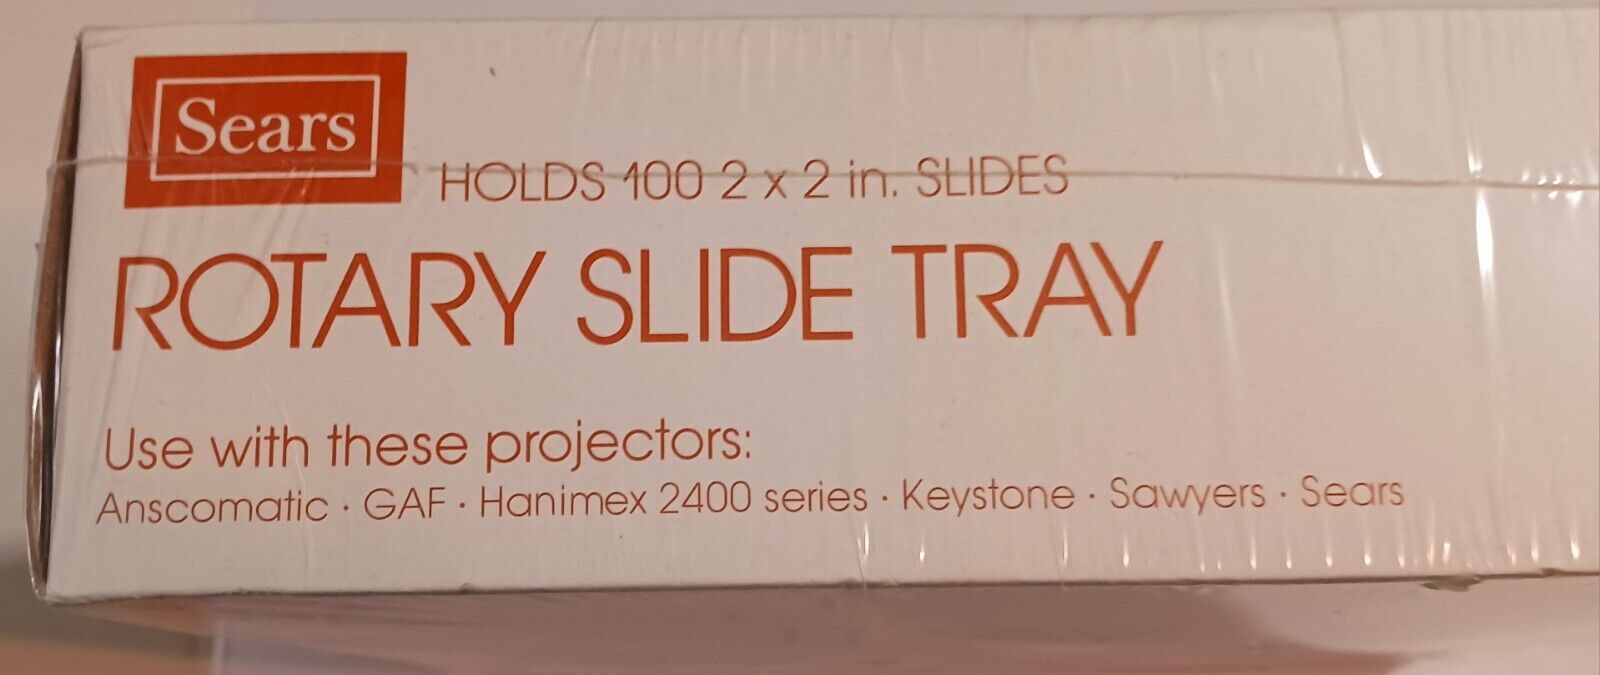 Sears
HOLDS 100 2 x 2 in. SLIDES
ROTARY SLIDE TRAY
Use with these projectors:
Anscomatic · GAF · Hanimex 2400 series · Keystone · Sawyers · Sears